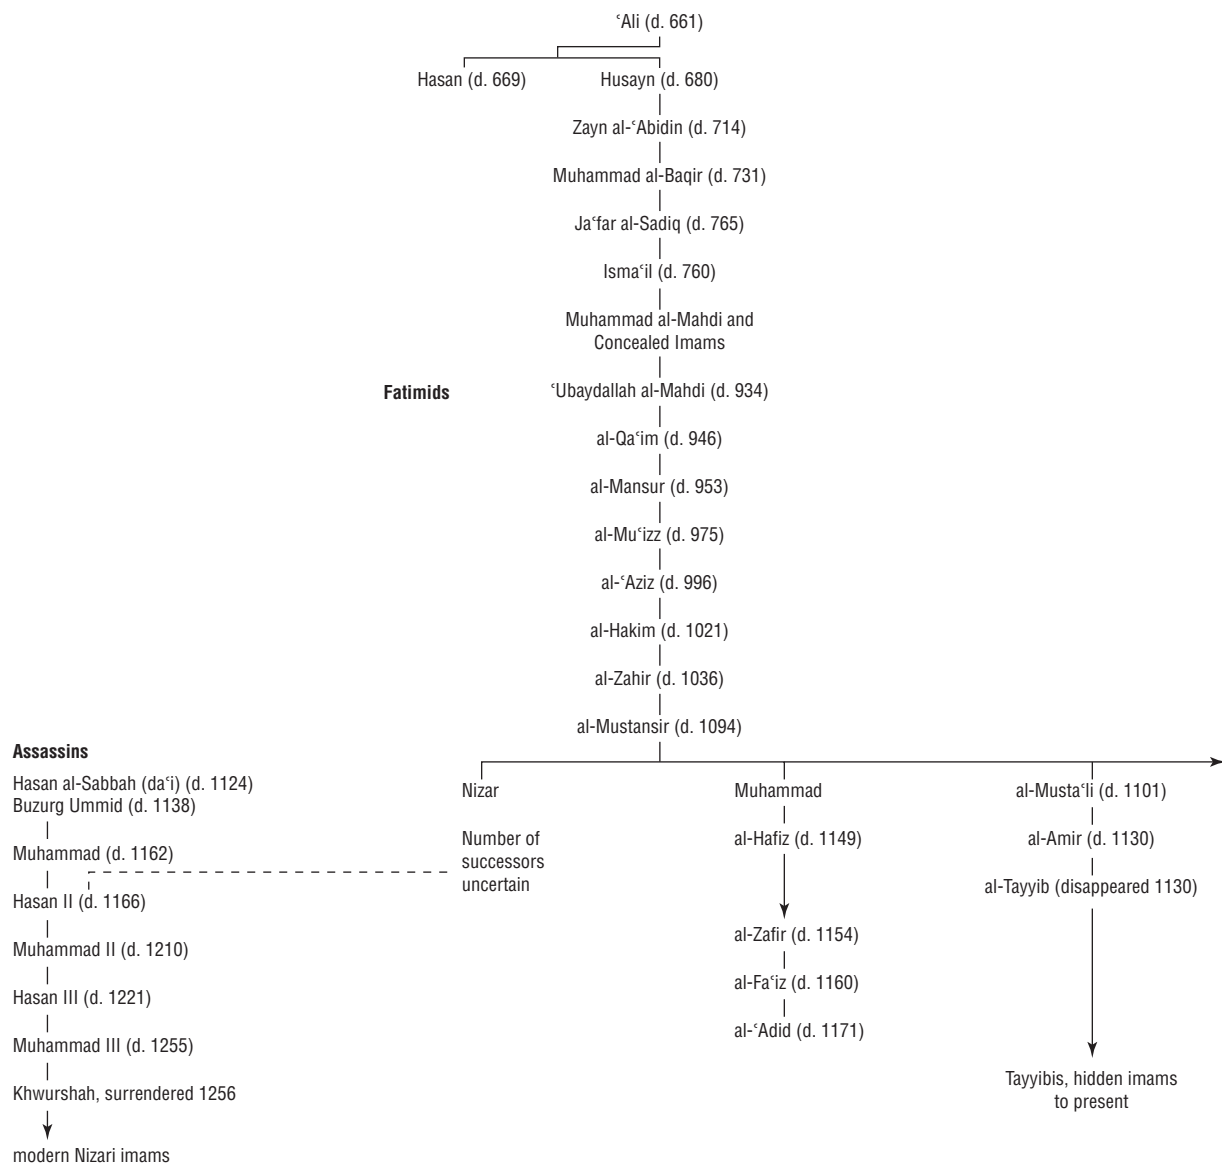 ʿAli (d. 661)
Hasan (d. 669)
Husayn (d. 680)
Zayn al-ʿAbidin (d. 714)
Muhammad al-Baqir (d. 731)
Jaʿfar al-Sadiq (d. 765)
Ismaʿil (d. 760)
Muhammad al-Mahdi and
Concealed Imams
Fatimids
ʿUbaydallah al-Mahdi (d. 934)
al-Qaʿim (d. 946)
al-Mansur (d. 953)
al-Muʿizz (d. 975)
al-ʿAziz (d. 996)
al-Hakim (d. 1021)
al-Zahir (d. 1036)
al-Mustansir (d. 1094)
Assassins
Hasan al-Sabbah (daʿi) (d. 1124)
Buzurg Ummid (d. 1138)
Muhammad (d. 1162)
Hasan II (d. 1166)
Muhammad II (d. 1210)
Hasan III (d. 1221)
Muhammad III (d. 1255)
Khwurshah, surrendered 1256
modern Nizari imams
Nizar
Number of
successors
uncertain
Muhammad
al-Hafiz (d. 1149)
al-Zafir (d. 1154)
al-Faʿiz (d. 1160)
al-ʿAdid (d. 1171)
al-Mustaʿli (d. 1101)
al-Amir (d. 1130)
al-Tayyib (disappeared 1130)
Tayyibis, hidden imams
to present